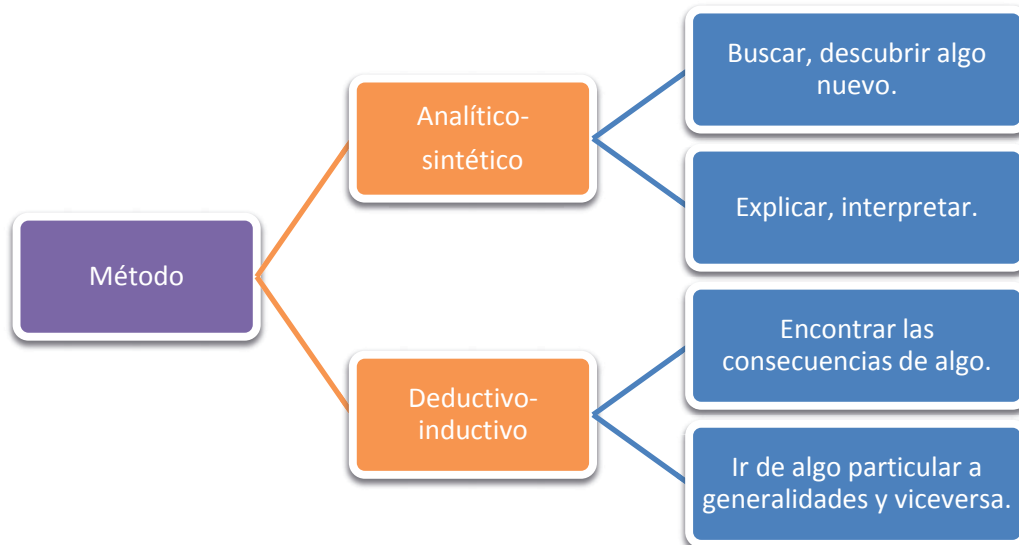 Método
Analítico-
sintético
Buscar, descubrir algo
nuevo.
Explicar, interpretar.
Deductivo-
inductivo
Encontrar las
consecuencias de algo.
Ir de algo particular a
generalidades y viceversa.